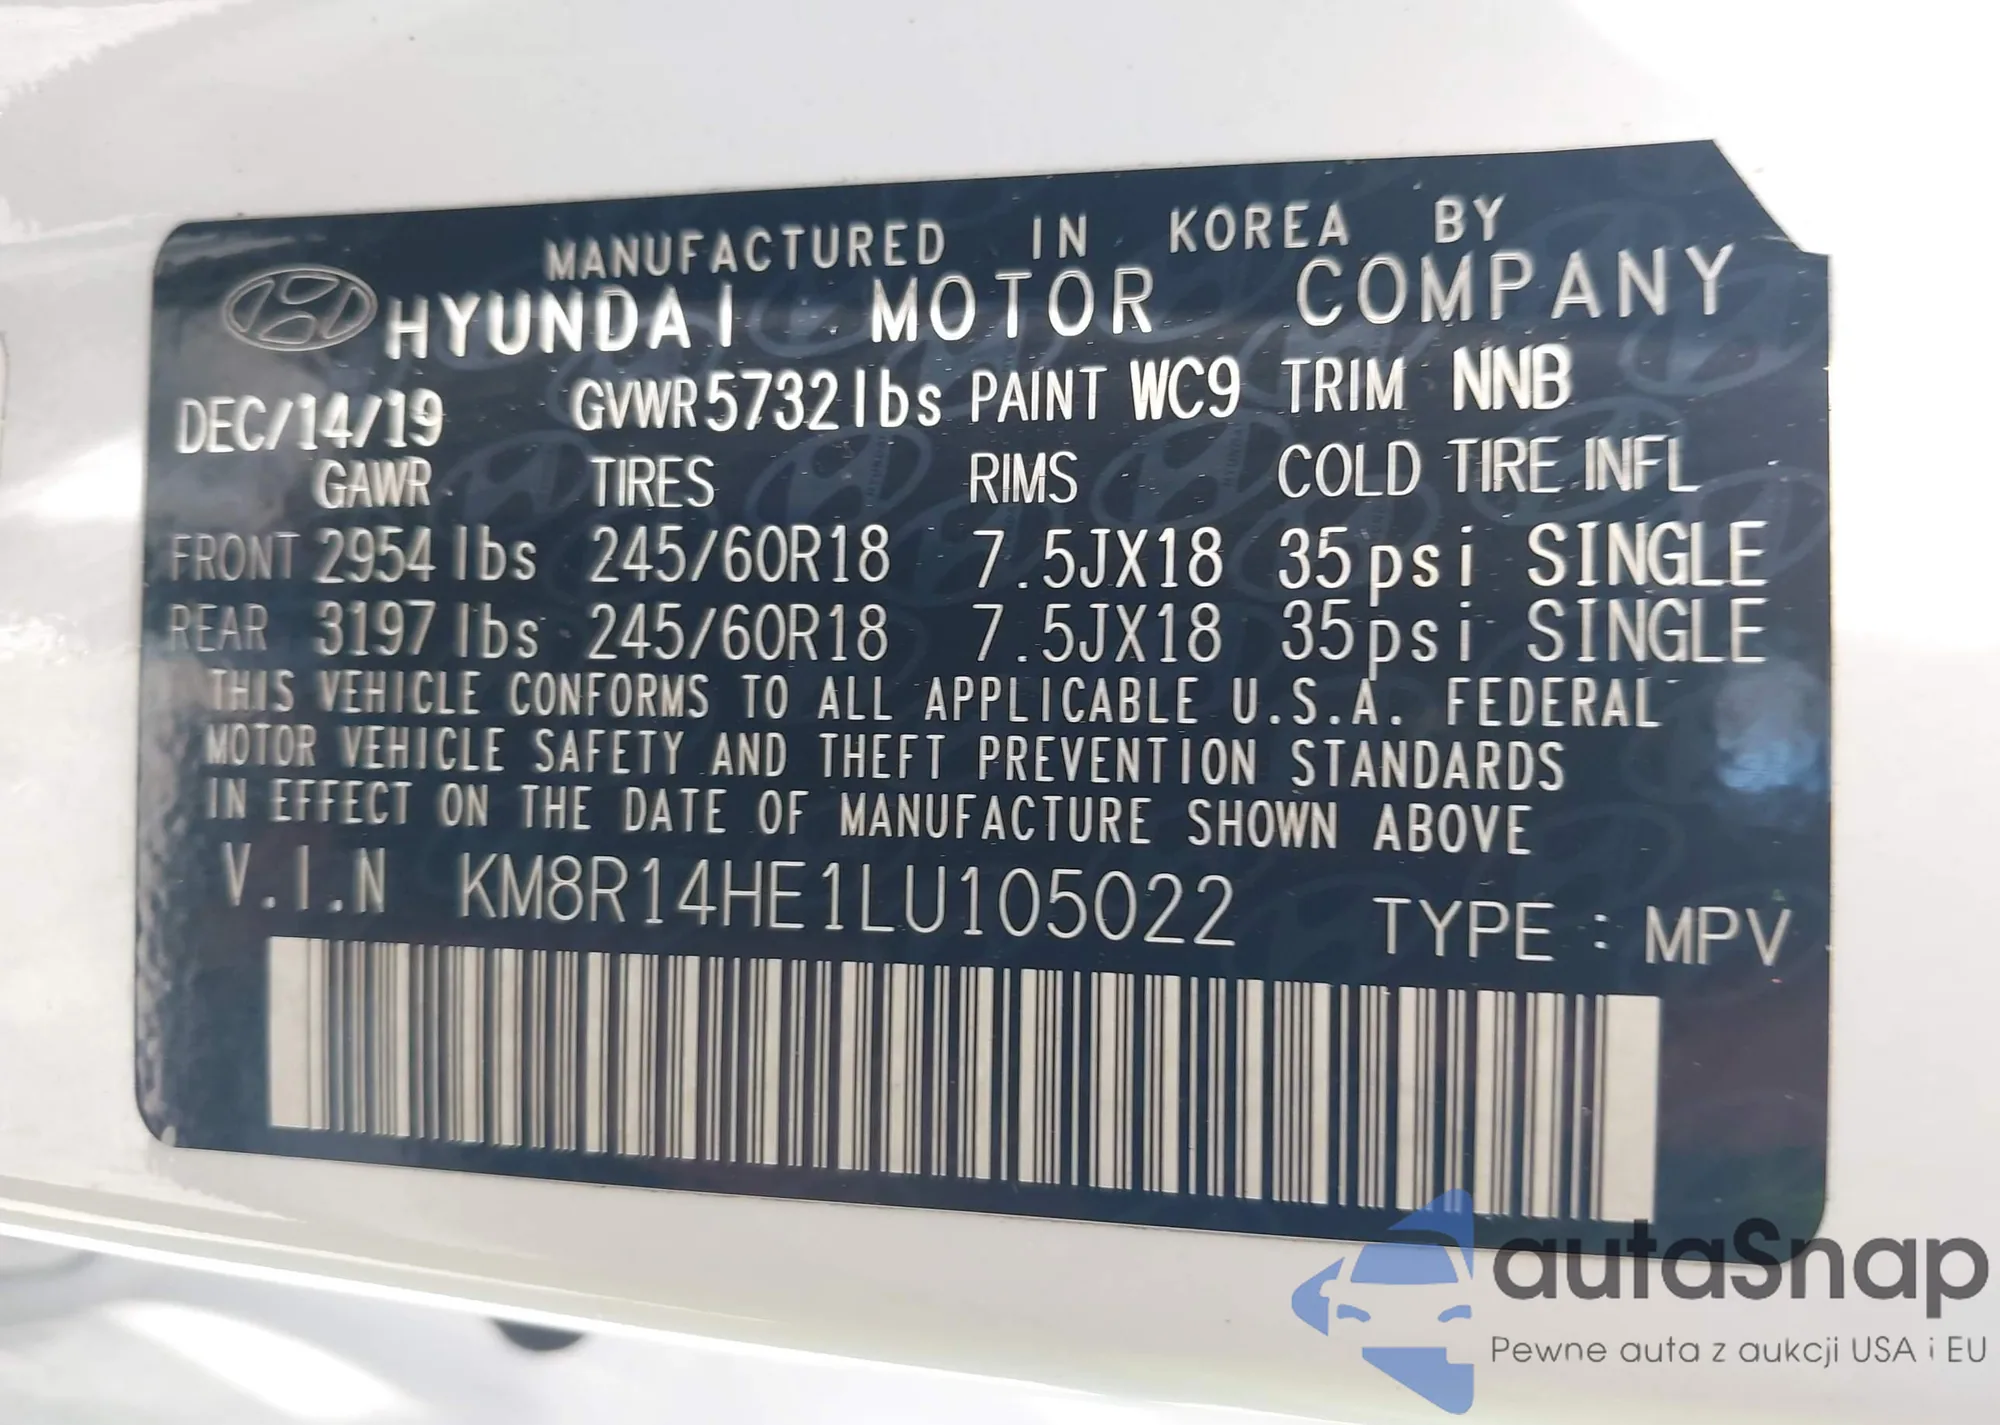 MANUFACTURED IN KOREA BY
HYUNDAI MOTOR COMPANY
DEC/14/19 GVWR 5732 lbs PAINT WC9 TRIM NNB
GAWR TIRES RIMS COLD TIRE INFL
FRONT 2954 lbs 245/60R18 7.5JX18 35psi SINGLE
REAR 3197 lbs 245/60R18 7.5JX18 35psi SINGLE
THIS VEHICLE CONFORMS TO ALL APPLICABLE U.S.A. FEDERAL
MOTOR VEHICLE SAFETY AND THEFT PREVENTION STANDARDS
IN EFFECT ON THE DATE OF MANUFACTURE SHOWN ABOVE
V.I.N KM8R14HE1LU105022 TYPE : MPV
autaSnap
Pewne auta z aukcji USA i EU